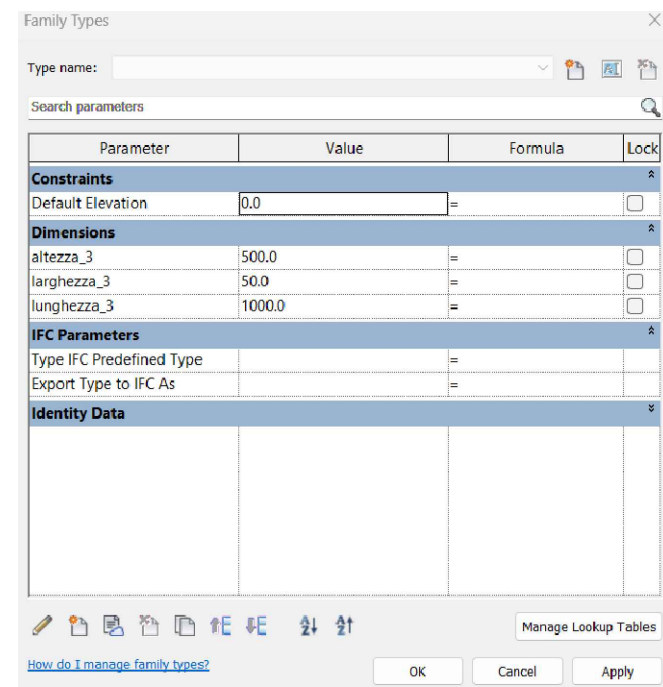 Family Types
Type name:
Search parameters
Parameter Value Formula Lock
Constraints
Default Elevation 0.0 =
Dimensions
altezza_3 500.0 =
larghezza_3 50.0 =
lunghezza_3 1000.0 =
IFC Parameters
Type IFC Predefined Type =
Export Type to IFC As =
Identity Data
Manage Lookup Tables
How do I manage family types?
OK Cancel Apply